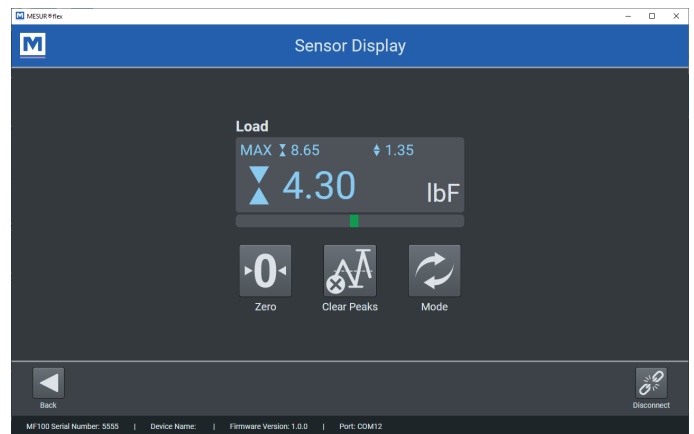 MESUR®flex
M
Sensor Display
Load
MAX 8.65 1.35
4.30 lbF
0
Zero Clear Peaks Mode
Back Disconnect
MF100 Serial Number: 5555 | Device Name: | Firmware Version: 1.0.0 | Port: COM12